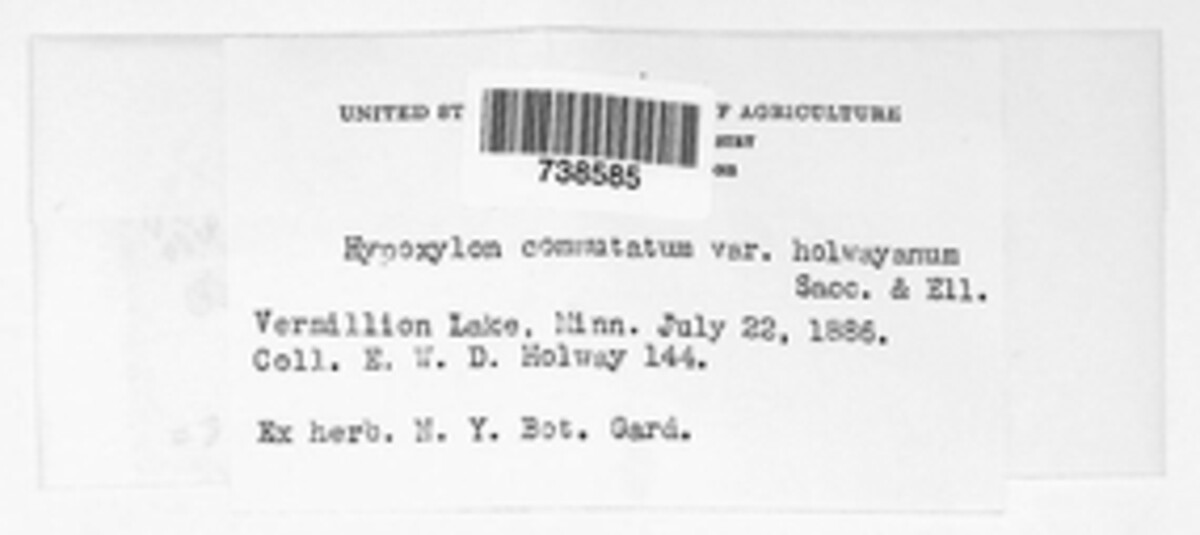 UNITED ST F AGRICULTURE
738585
Hypoxylon commutatum var. holwayanum
Sacc. & Ell.
Vermillion Lake, Minn. July 22, 1886.
Coll. E. W. D. Holway 144.
Ex herb. N. Y. Bot. Gard.